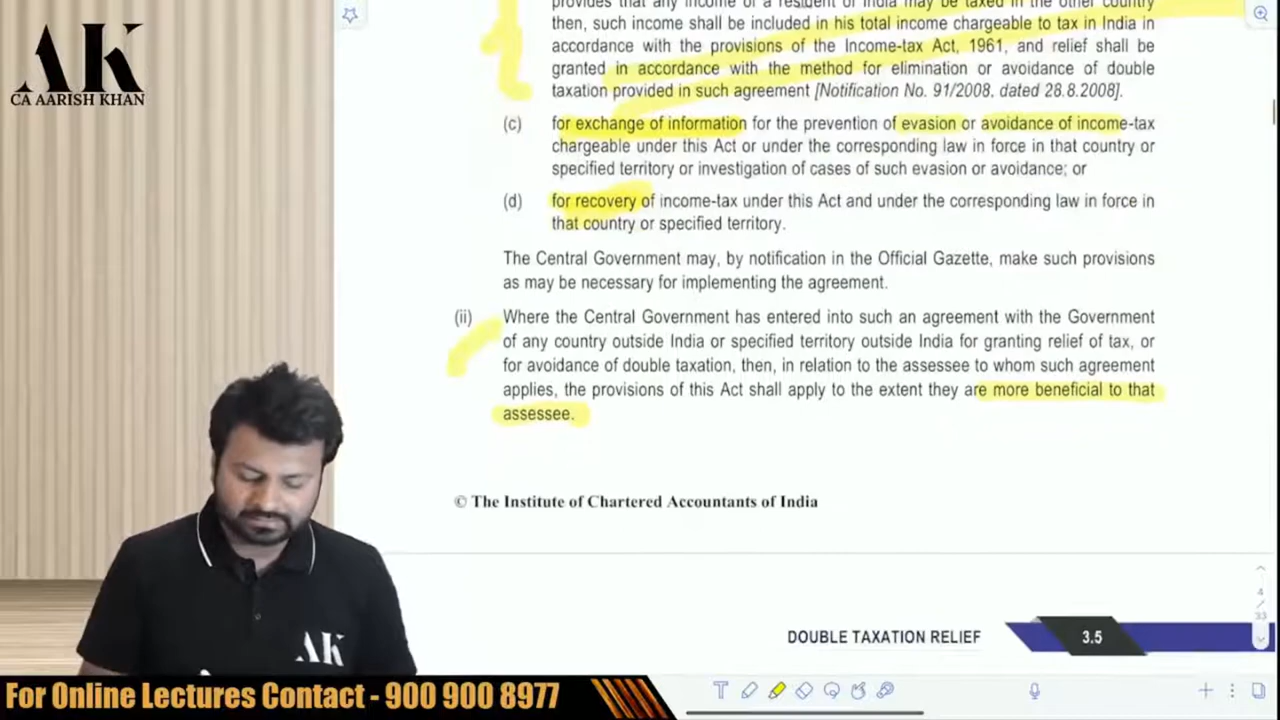 AK
CA AARISH KHAN
provides that any income of a resident of India may be taxed in the other country
then, such income shall be included in his total income chargeable to tax in India in
accordance with the provisions of the Income-tax Act, 1961, and relief shall be
granted in accordance with the method for elimination or avoidance of double
taxation provided in such agreement [Notification No. 91/2008, dated 28.8.2008].
(c) for exchange of information for the prevention of evasion or avoidance of income-tax
chargeable under this Act or under the corresponding law in force in that country or
specified territory or investigation of cases of such evasion or avoidance; or
(d) for recovery of income-tax under this Act and under the corresponding law in force in
that country or specified territory.
The Central Government may, by notification in the Official Gazette, make such provisions
as may be necessary for implementing the agreement.
(ii) Where the Central Government has entered into such an agreement with the Government
of any country outside India or specified territory outside India for granting relief of tax, or
for avoidance of double taxation, then, in relation to the assessee to whom such agreement
applies, the provisions of this Act shall apply to the extent they are more beneficial to that
assessee.
© The Institute of Chartered Accountants of India
4
/
33
DOUBLE TAXATION RELIEF 3.5
AK
For Online Lectures Contact - 900 900 8977